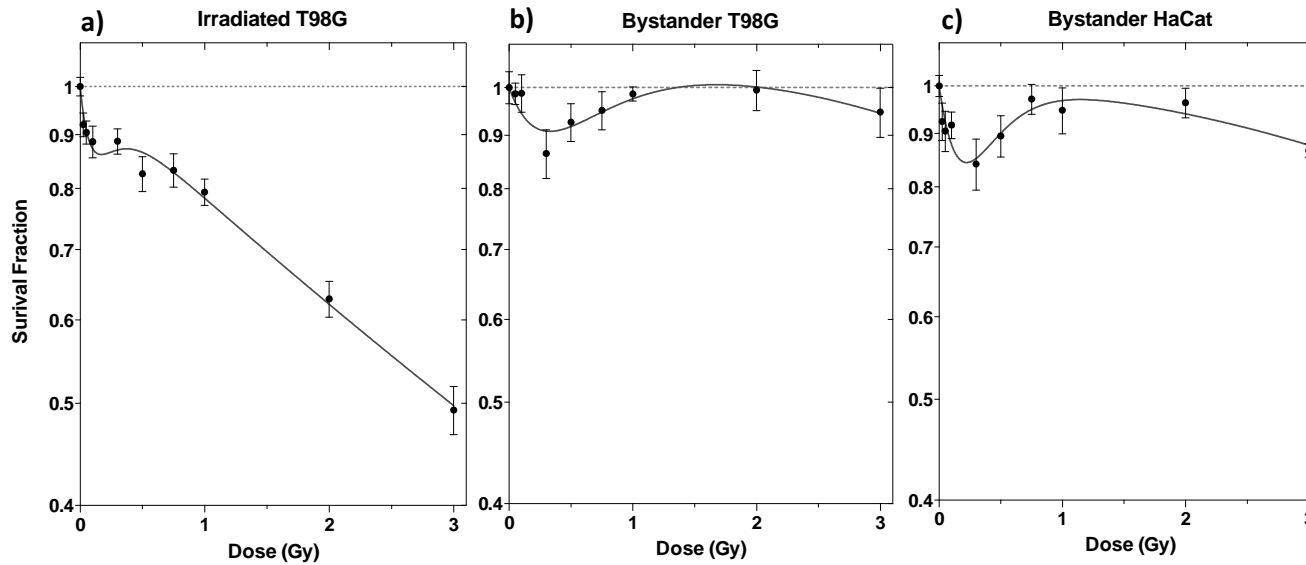 a) Irradiated T98G
b) Bystander T98G
c) Bystander HaCat
Surival Fraction
1
0.9
0.8
0.7
0.6
0.5
0.4
0 1 2 3
Dose (Gy)
1
0.9
0.8
0.7
0.6
0.5
0.4
0 1 2 3
Dose (Gy)
1
0.9
0.8
0.7
0.6
0.5
0.4
0 1 2 3
Dose (Gy)